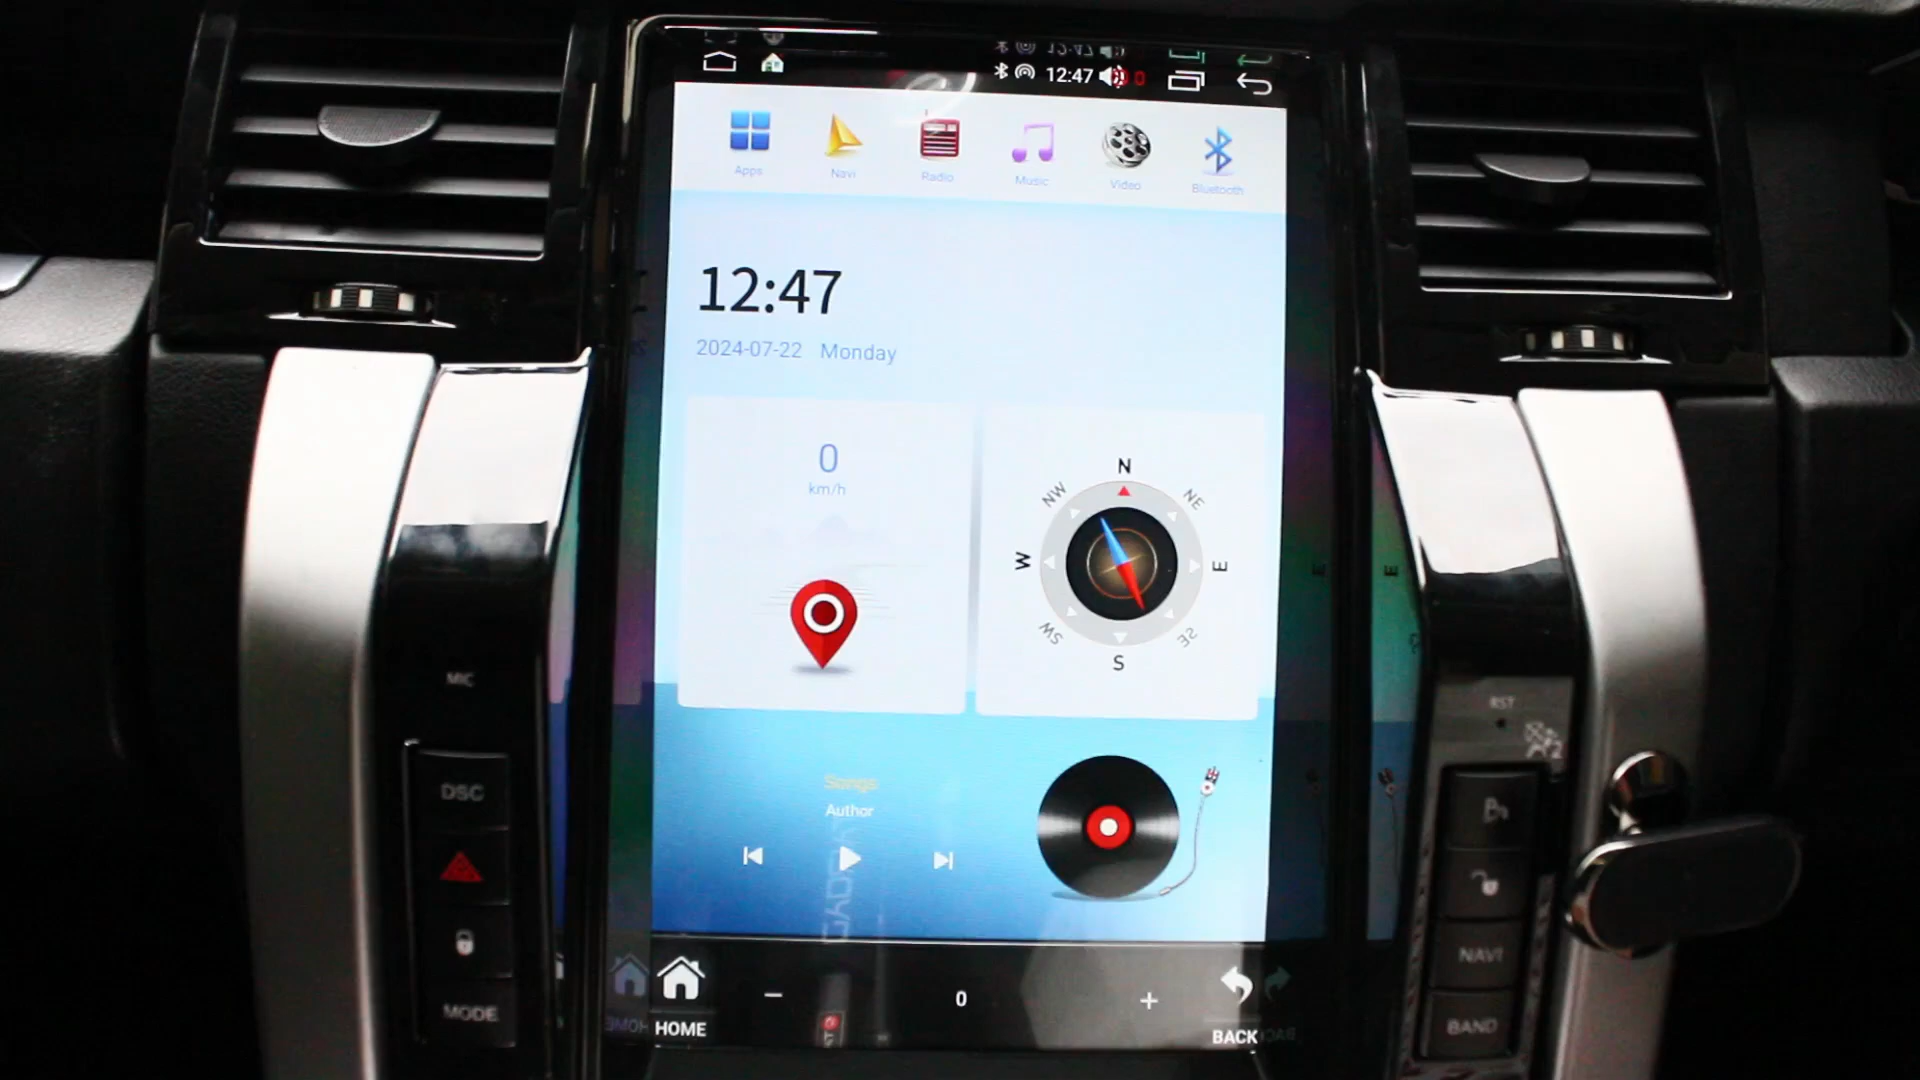 12:47
0
Apps
Navi
Radio
Music
Video
Bluetooth
12:47
2024-07-22 Monday
0
km/h
N
NW
NE
W
E
SW
SE
S
MIC
RST
DSC
MODE
NAVI
BAND
Songs
Author
0
HOME
BACK